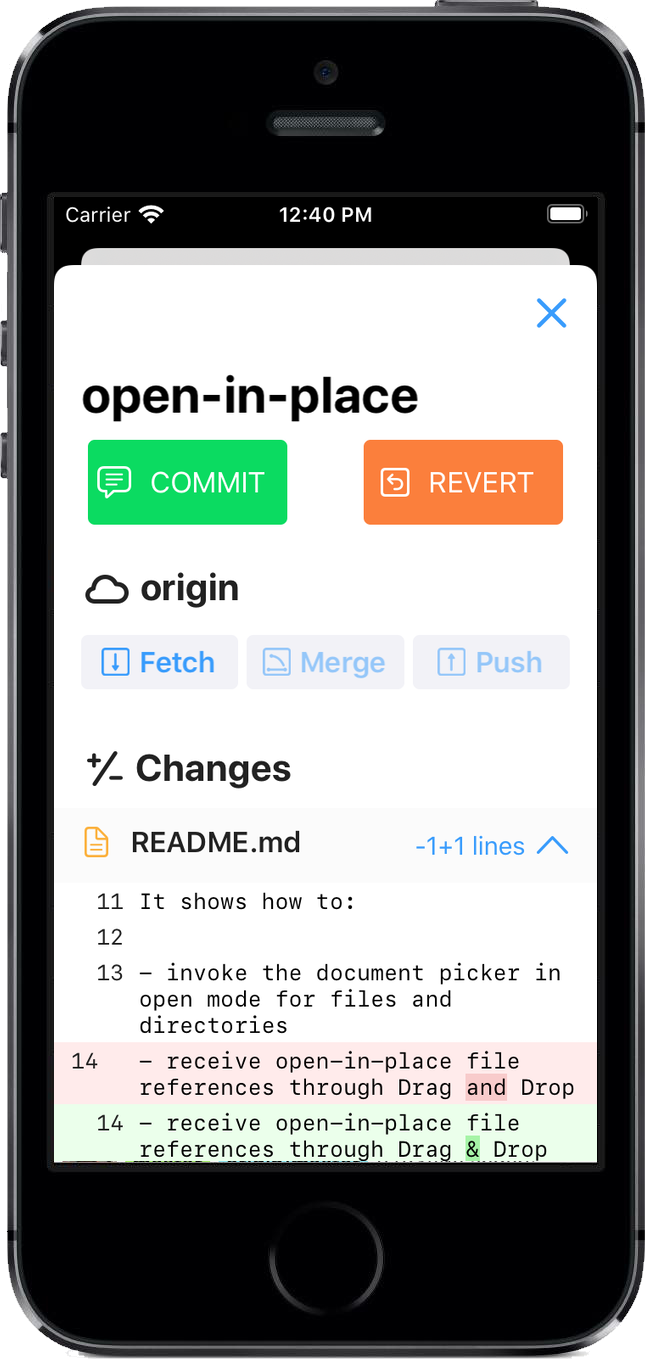 Carrier 12:40 PM
open-in-place
COMMIT REVERT
origin
Fetch Merge Push
Changes
README.md -1+1 lines
11 It shows how to:
12
13 – invoke the document picker in
open mode for files and
directories
14 – receive open-in-place file
references through Drag and Drop
14 – receive open-in-place file
references through Drag & Drop